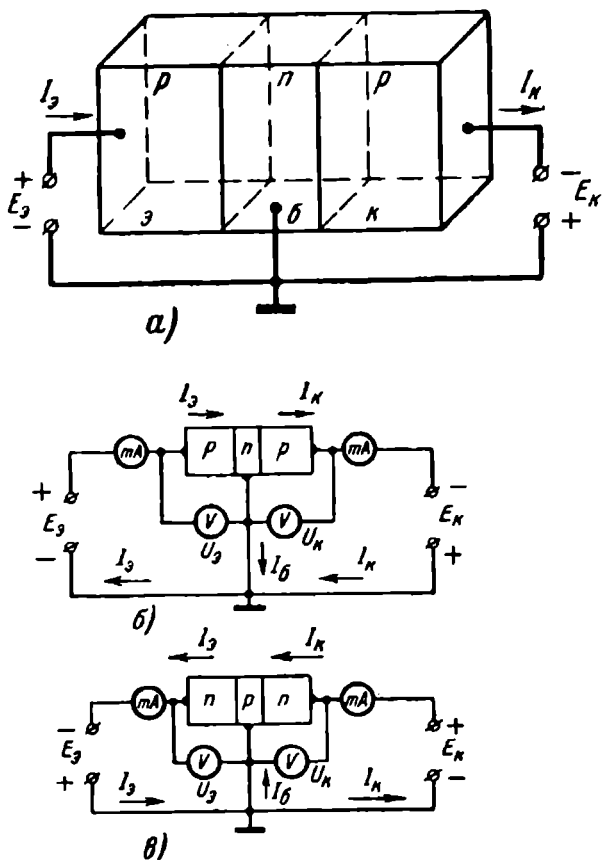 p n p
Iэ Iк
+ −
Eэ Eк
− +
э б к
а)
Iэ Iк
mA p n p mA
+ −
Eэ V V Eк
Uэ Uк
− +
Iэ Iб Iк
б)
Iэ Iк
mA n p n mA
− +
Eэ V V Eк
Uэ Uк
+ −
Iэ Iб Iк
в)